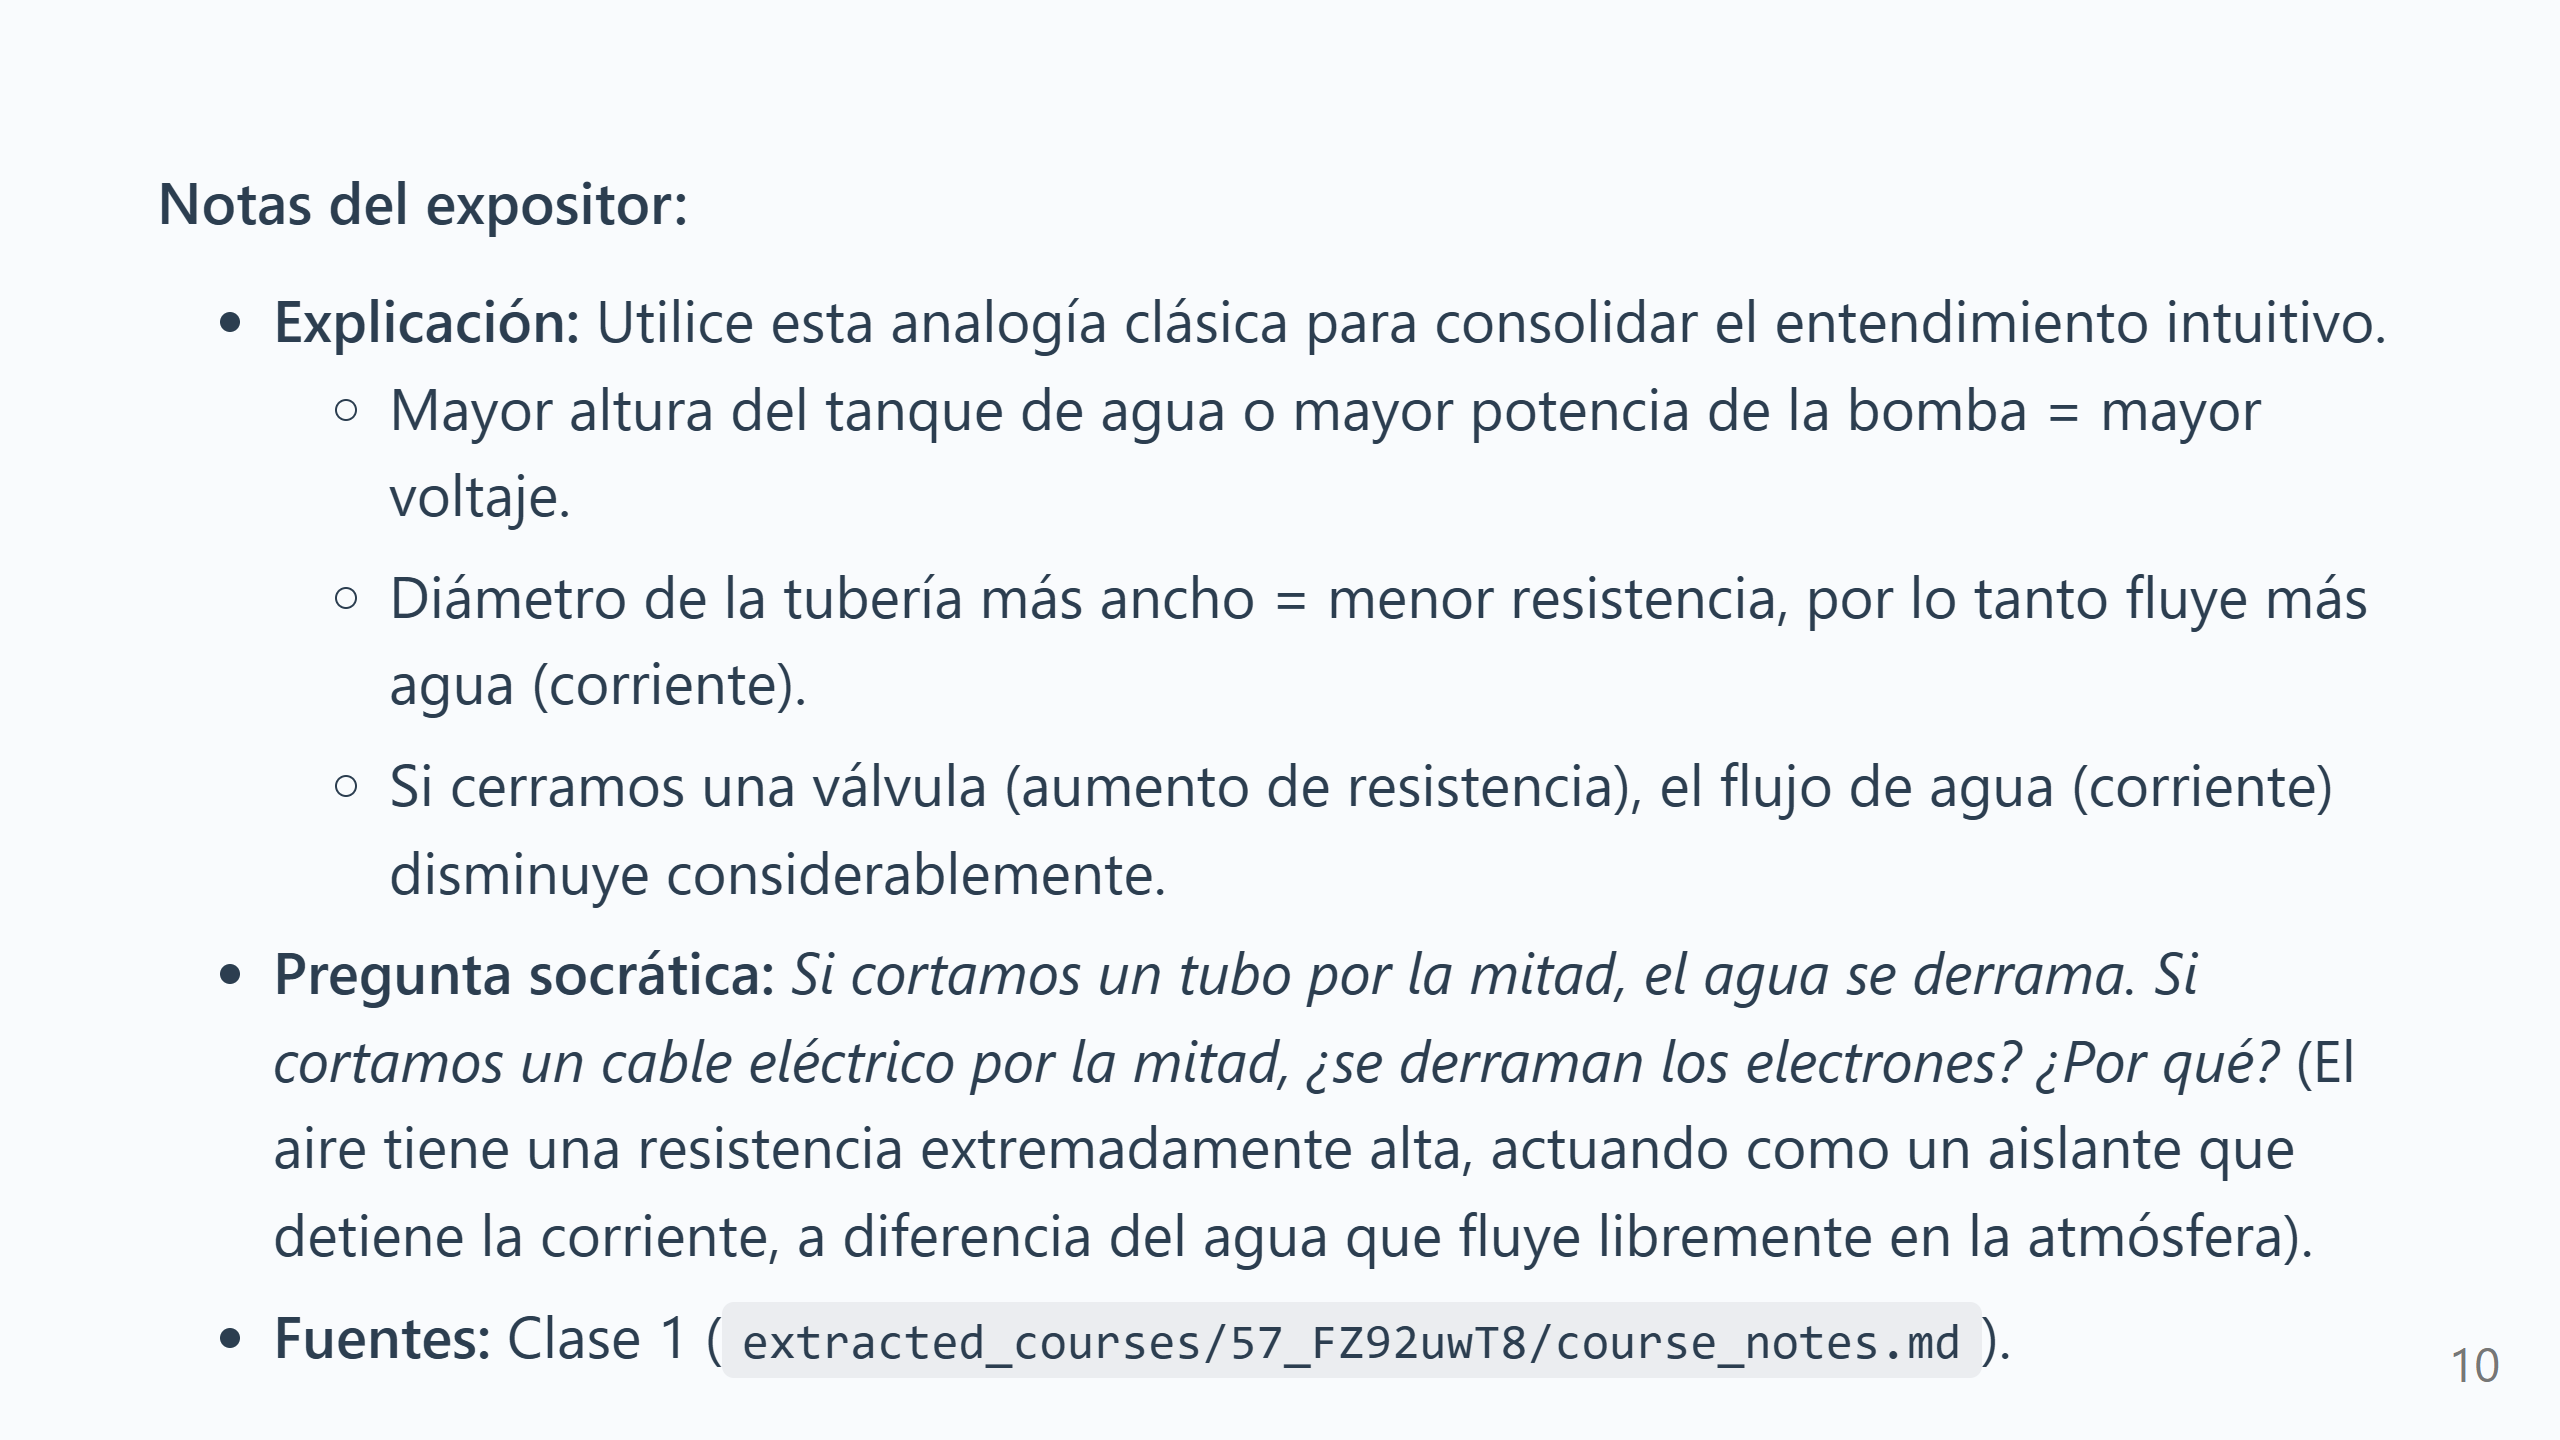 Notas del expositor:
• Explicación: Utilice esta analogía clásica para consolidar el entendimiento intuitivo.
○ Mayor altura del tanque de agua o mayor potencia de la bomba = mayor
voltaje.
○ Diámetro de la tubería más ancho = menor resistencia, por lo tanto fluye más
agua (corriente).
○ Si cerramos una válvula (aumento de resistencia), el flujo de agua (corriente)
disminuye considerablemente.
• Pregunta socrática: Si cortamos un tubo por la mitad, el agua se derrama. Si
cortamos un cable eléctrico por la mitad, ¿se derraman los electrones? ¿Por qué? (El
aire tiene una resistencia extremadamente alta, actuando como un aislante que
detiene la corriente, a diferencia del agua que fluye libremente en la atmósfera).
• Fuentes: Clase 1 ( extracted_courses/57_FZ92uwT8/course_notes.md ).
10